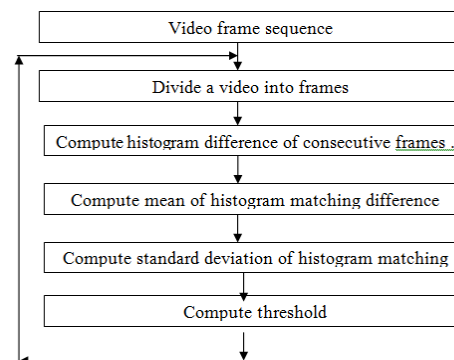 Video frame sequence
Divide a video into frames
Compute histogram difference of consecutive frames .
Compute mean of histogram matching difference
Compute standard deviation of histogram matching
Compute threshold